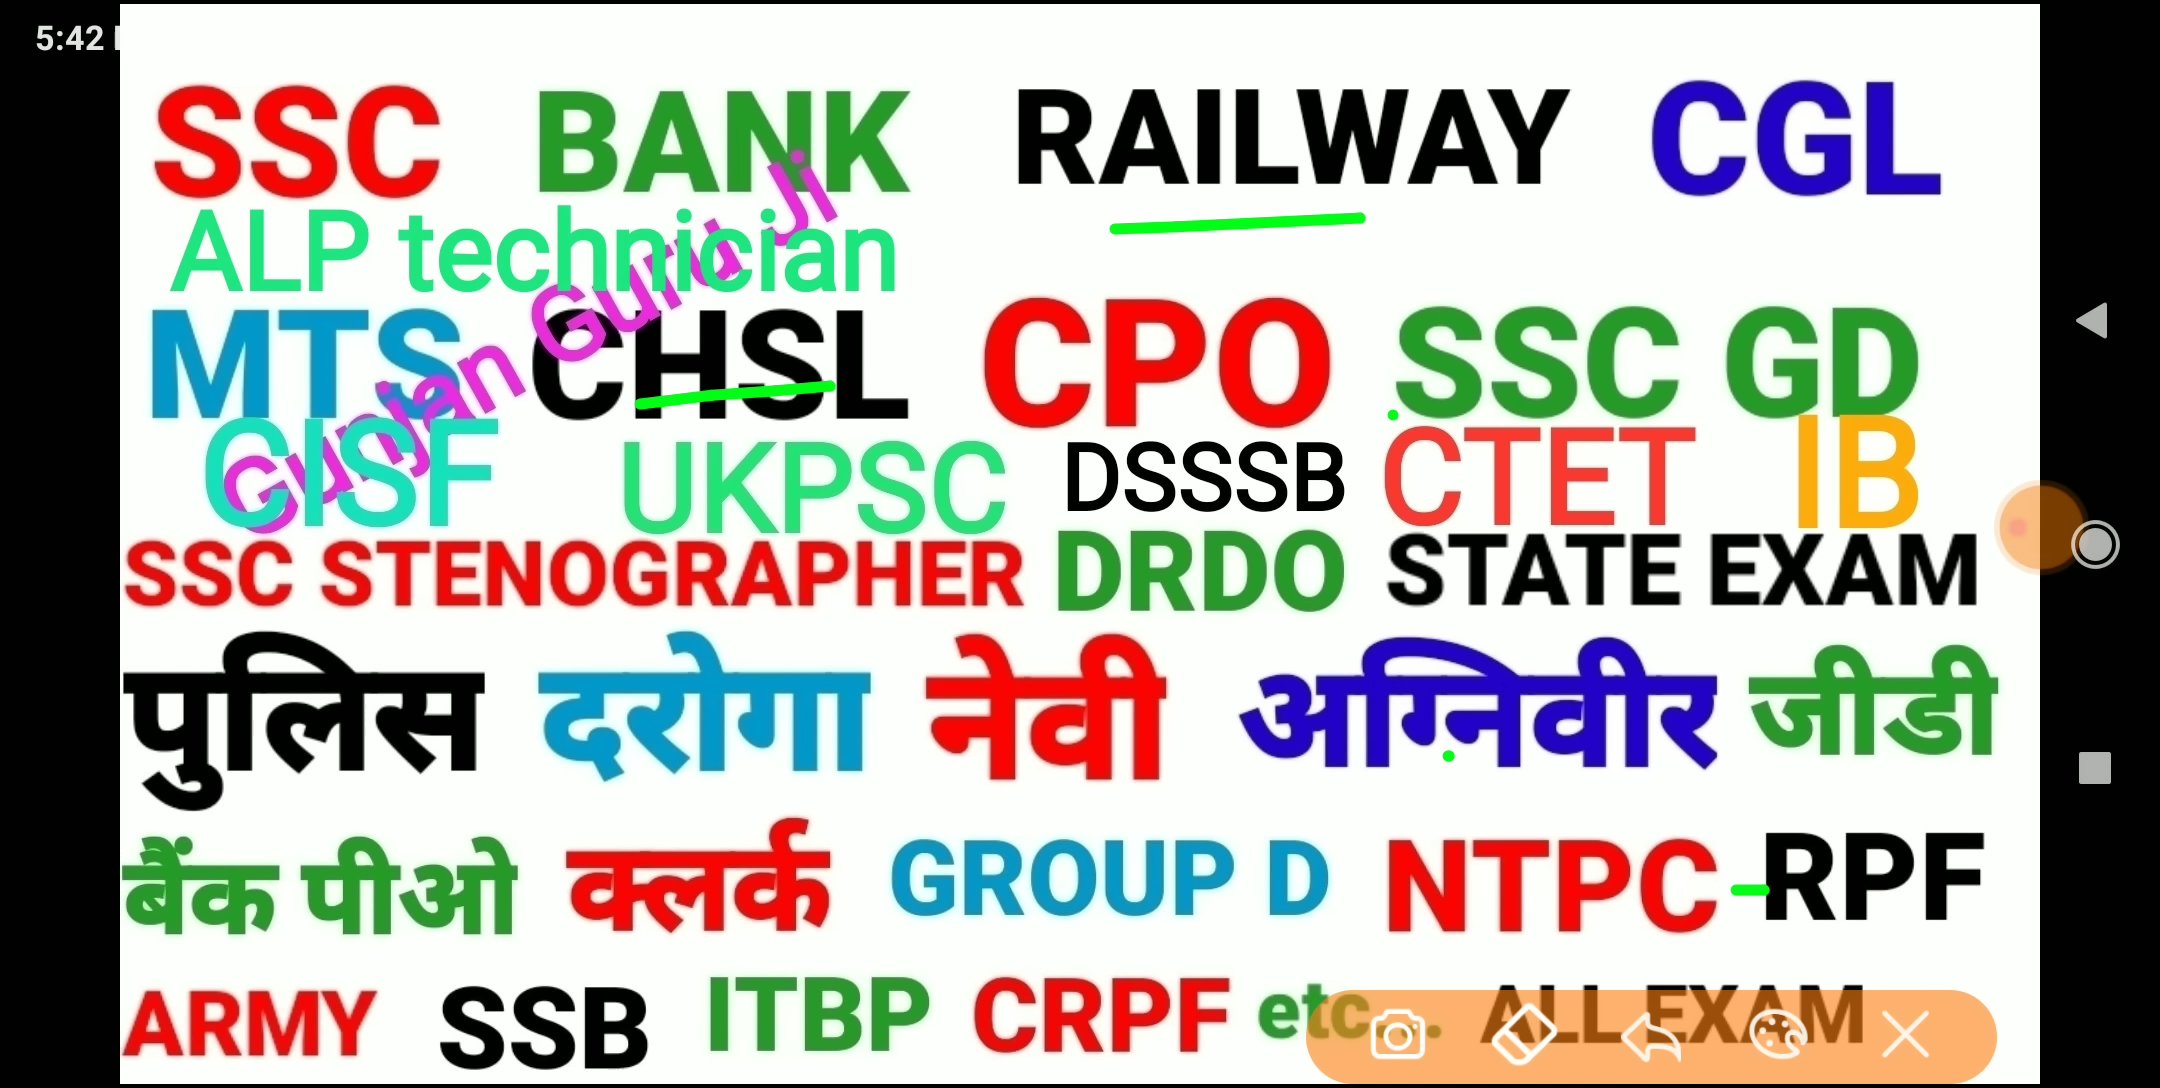 5:42
SSC BANK RAILWAY CGL
ALP technician
MTS CHSL CPO SSC GD
Gunjan Guru Ji
CISF UKPSC DSSSB CTET IB
SSC STENOGRAPHER DRDO STATE EXAM
पुलिस दरोगा नेवी अग्निवीर जीडी
बैंक पीओ क्लर्क GROUP D NTPC RPF
ARMY SSB ITBP CRPF etc... ALL EXAM